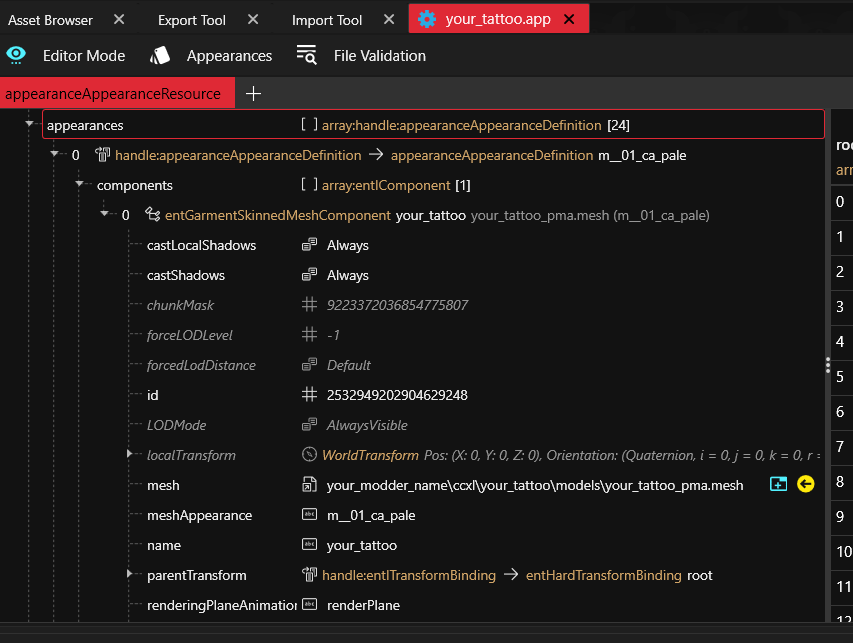 Asset Browser Export Tool Import Tool your_tattoo.app
Editor Mode Appearances File Validation
appearanceAppearanceResource
appearances [ ] array:handle:appearanceAppearanceDefinition [24]
0 handle:appearanceAppearanceDefinition → appearanceAppearanceDefinition m__01_ca_pale
components [ ] array:entIComponent [1]
0 entGarmentSkinnedMeshComponent your_tattoo your_tattoo_pma.mesh (m__01_ca_pale)
castLocalShadows Always
castShadows Always
chunkMask 9223372036854775807
forceLODLevel -1
forcedLodDistance Default
id 2532949202904629248
LODMode AlwaysVisible
localTransform WorldTransform Pos: (X: 0, Y: 0, Z: 0), Orientation: (Quaternion, i = 0, j = 0, k = 0, r =
mesh your_modder_name\ccxl\your_tattoo\models\your_tattoo_pma.mesh
meshAppearance abc m__01_ca_pale
name abc your_tattoo
parentTransform handle:entITransformBinding → entHardTransformBinding root
renderingPlaneAnimation abc renderPlane
0
1
2
3
4
5
6
7
8
9
10
11